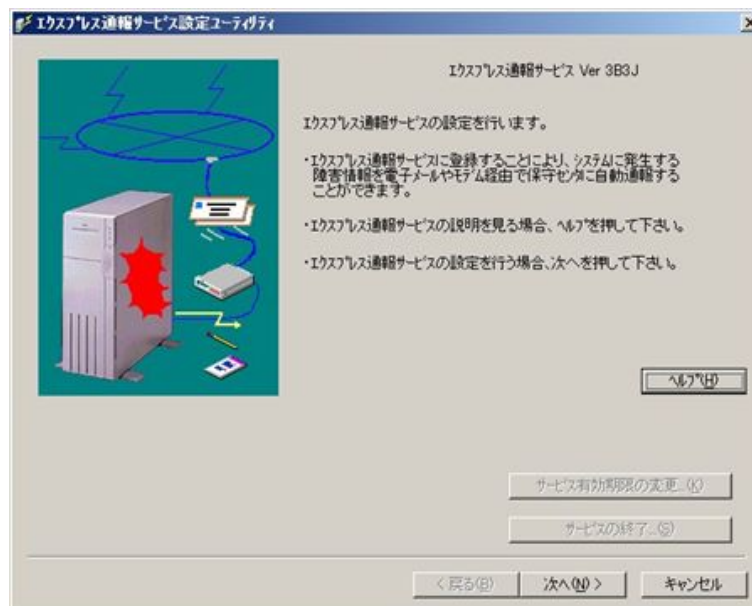 エクスプレス通報サービス設定ユーティリティ
エクスプレス通報サービス Ver 3B3J
エクスプレス通報サービスの設定を行います。
・エクスプレス通報サービスに登録することにより、システムに発生する
障害情報を電子メールやモデム経由で保守センタに自動通報する
ことができます。
・エクスプレス通報サービスの説明を見る場合、ヘルプを押して下さい。
・エクスプレス通報サービスの設定を行う場合、次へを押して下さい。
ヘルプ(H)
サービス有効期限の変更...(K)
サービスの終了...(S)
< 戻る(B)
次へ(N) >
キャンセル